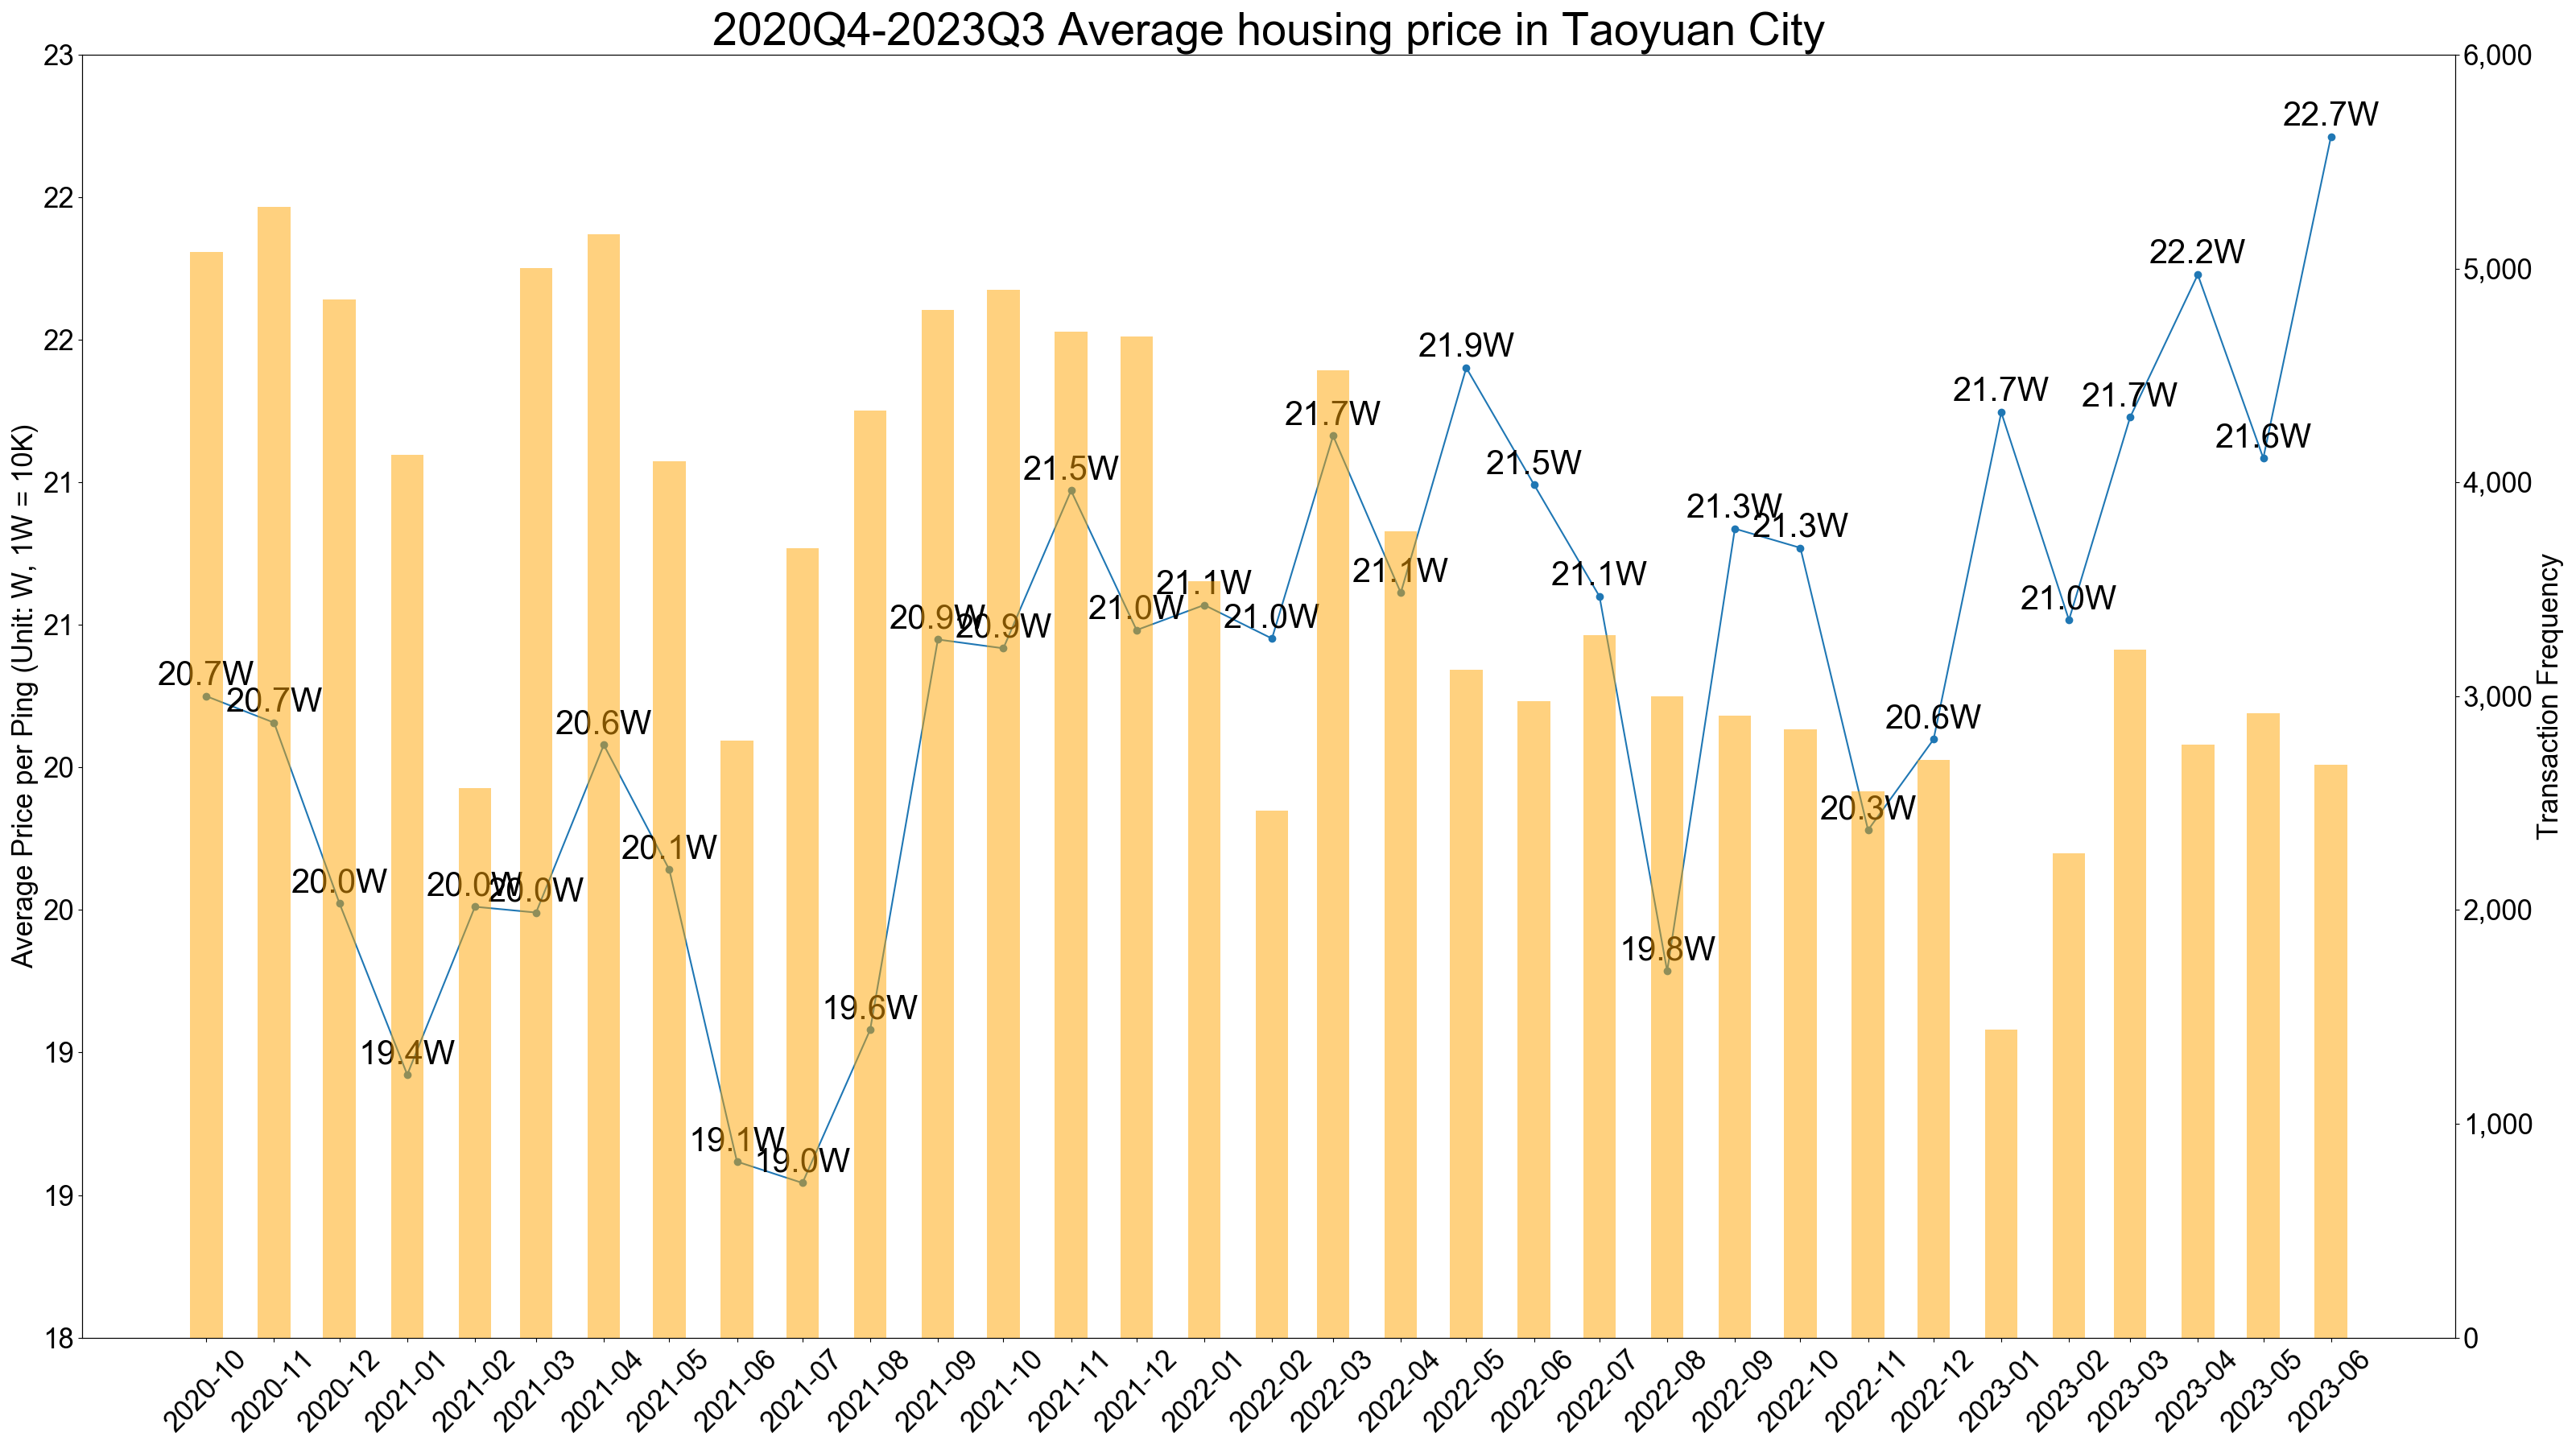 2020Q4-2023Q3 Average housing price in Taoyuan City
23
22
22
21
21
20
20
19
19
18
Average Price per Ping (Unit: W, 1W = 10K)
20.7W
20.7W
20.0W
19.4W
20.0W
20.0W
20.6W
20.1W
19.1W
19.0W
19.6W
20.9W
20.9W
21.5W
21.0W
21.1W
21.0W
21.7W
21.1W
21.9W
21.5W
21.1W
19.8W
21.3W
21.3W
20.3W
20.6W
21.7W
21.0W
21.7W
22.2W
21.6W
22.7W
6,000
5,000
4,000
3,000
2,000
1,000
0
Transaction Frequency
2020-10
2020-11
2020-12
2021-01
2021-02
2021-03
2021-04
2021-05
2021-06
2021-07
2021-08
2021-09
2021-10
2021-11
2021-12
2022-01
2022-02
2022-03
2022-04
2022-05
2022-06
2022-07
2022-08
2022-09
2022-10
2022-11
2022-12
2023-01
2023-02
2023-03
2023-04
2023-05
2023-06